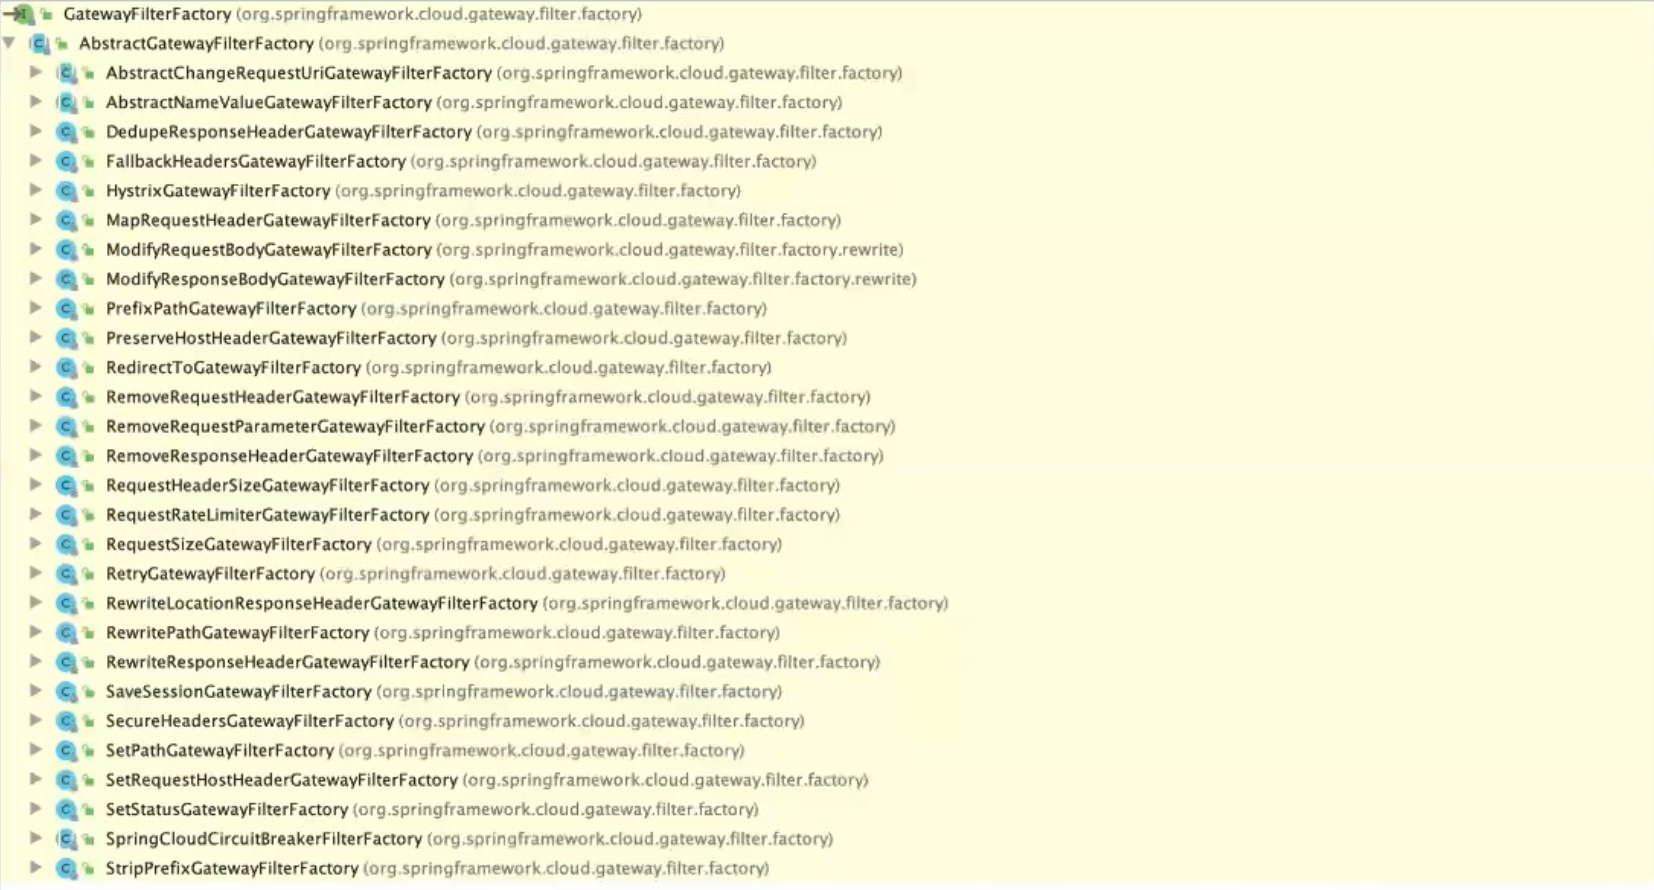 GatewayFilterFactory (org.springframework.cloud.gateway.filter.factory)
AbstractGatewayFilterFactory (org.springframework.cloud.gateway.filter.factory)
AbstractChangeRequestUriGatewayFilterFactory (org.springframework.cloud.gateway.filter.factory)
AbstractNameValueGatewayFilterFactory (org.springframework.cloud.gateway.filter.factory)
DedupeResponseHeaderGatewayFilterFactory (org.springframework.cloud.gateway.filter.factory)
FallbackHeadersGatewayFilterFactory (org.springframework.cloud.gateway.filter.factory)
HystrixGatewayFilterFactory (org.springframework.cloud.gateway.filter.factory)
MapRequestHeaderGatewayFilterFactory (org.springframework.cloud.gateway.filter.factory)
ModifyRequestBodyGatewayFilterFactory (org.springframework.cloud.gateway.filter.factory.rewrite)
ModifyResponseBodyGatewayFilterFactory (org.springframework.cloud.gateway.filter.factory.rewrite)
PrefixPathGatewayFilterFactory (org.springframework.cloud.gateway.filter.factory)
PreserveHostHeaderGatewayFilterFactory (org.springframework.cloud.gateway.filter.factory)
RedirectToGatewayFilterFactory (org.springframework.cloud.gateway.filter.factory)
RemoveRequestHeaderGatewayFilterFactory (org.springframework.cloud.gateway.filter.factory)
RemoveRequestParameterGatewayFilterFactory (org.springframework.cloud.gateway.filter.factory)
RemoveResponseHeaderGatewayFilterFactory (org.springframework.cloud.gateway.filter.factory)
RequestHeaderSizeGatewayFilterFactory (org.springframework.cloud.gateway.filter.factory)
RequestRateLimiterGatewayFilterFactory (org.springframework.cloud.gateway.filter.factory)
RequestSizeGatewayFilterFactory (org.springframework.cloud.gateway.filter.factory)
RetryGatewayFilterFactory (org.springframework.cloud.gateway.filter.factory)
RewriteLocationResponseHeaderGatewayFilterFactory (org.springframework.cloud.gateway.filter.factory)
RewritePathGatewayFilterFactory (org.springframework.cloud.gateway.filter.factory)
RewriteResponseHeaderGatewayFilterFactory (org.springframework.cloud.gateway.filter.factory)
SaveSessionGatewayFilterFactory (org.springframework.cloud.gateway.filter.factory)
SecureHeadersGatewayFilterFactory (org.springframework.cloud.gateway.filter.factory)
SetPathGatewayFilterFactory (org.springframework.cloud.gateway.filter.factory)
SetRequestHostHeaderGatewayFilterFactory (org.springframework.cloud.gateway.filter.factory)
SetStatusGatewayFilterFactory (org.springframework.cloud.gateway.filter.factory)
SpringCloudCircuitBreakerFilterFactory (org.springframework.cloud.gateway.filter.factory)
StripPrefixGatewayFilterFactory (org.springframework.cloud.gateway.filter.factory)